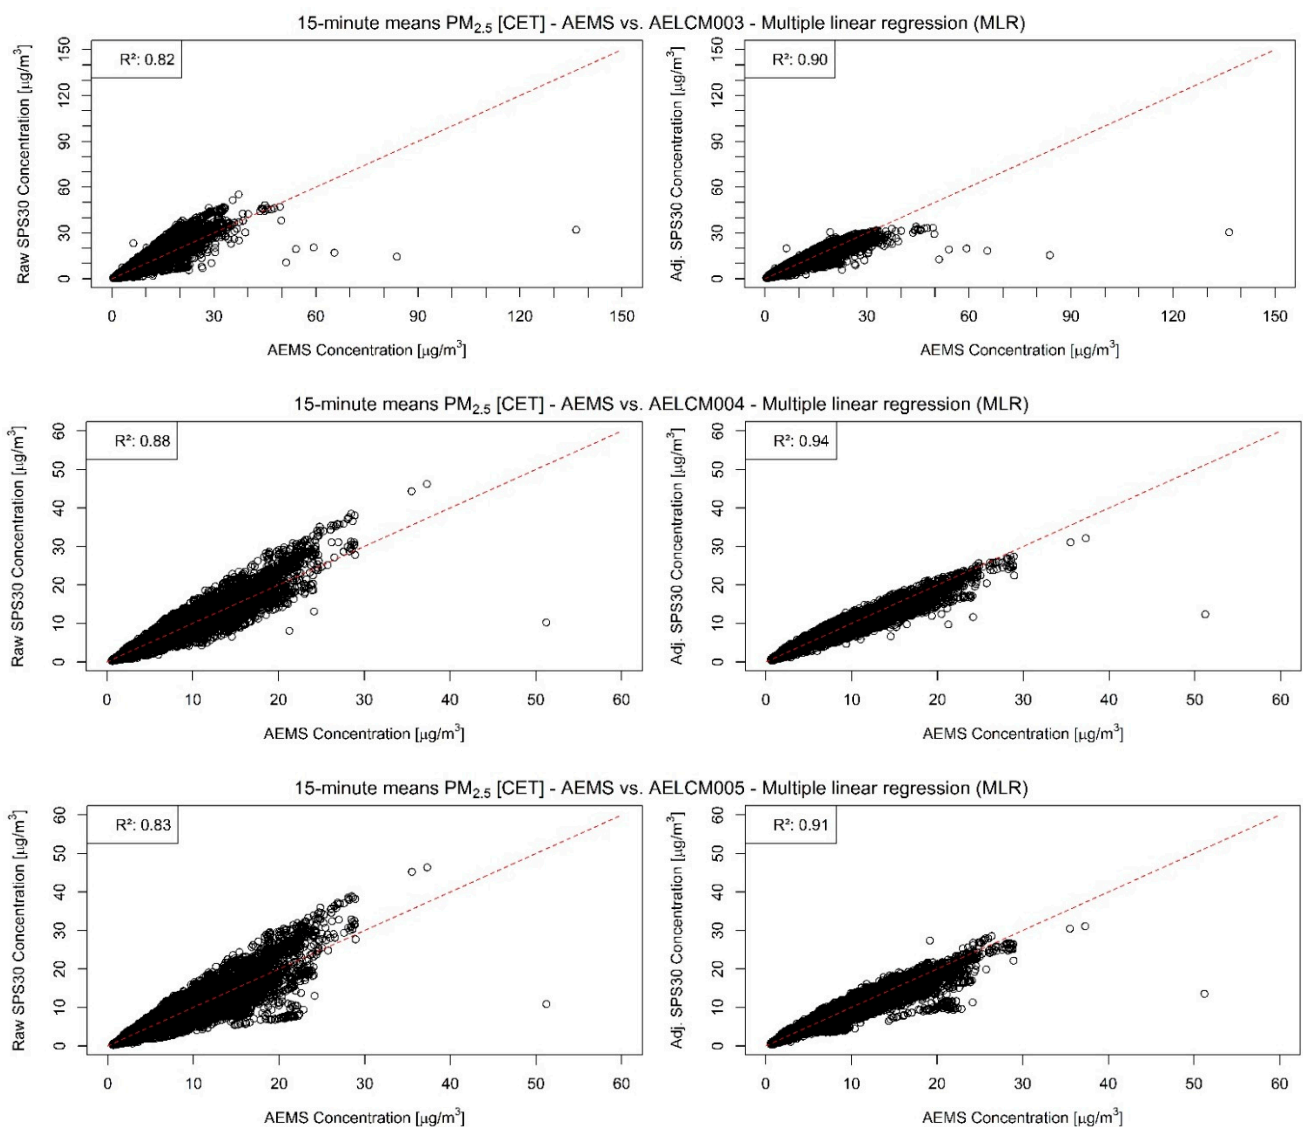 15-minute means PM2.5 [CET] - AEMS vs. AELCM003 - Multiple linear regression (MLR)
R²: 0.82
Raw SPS30 Concentration [µg/m³]
150
120
90
60
30
0
0 30 60 90 120 150
AEMS Concentration [µg/m³]
R²: 0.90
Adj. SPS30 Concentration [µg/m³]
150
120
90
60
30
0
0 30 60 90 120 150
AEMS Concentration [µg/m³]
15-minute means PM2.5 [CET] - AEMS vs. AELCM004 - Multiple linear regression (MLR)
R²: 0.88
Raw SPS30 Concentration [µg/m³]
60
50
40
30
20
10
0
0 10 20 30 40 50 60
AEMS Concentration [µg/m³]
R²: 0.94
Adj. SPS30 Concentration [µg/m³]
60
50
40
30
20
10
0
0 10 20 30 40 50 60
AEMS Concentration [µg/m³]
15-minute means PM2.5 [CET] - AEMS vs. AELCM005 - Multiple linear regression (MLR)
R²: 0.83
Raw SPS30 Concentration [µg/m³]
60
50
40
30
20
10
0
0 10 20 30 40 50 60
AEMS Concentration [µg/m³]
R²: 0.91
Adj. SPS30 Concentration [µg/m³]
60
50
40
30
20
10
0
0 10 20 30 40 50 60
AEMS Concentration [µg/m³]